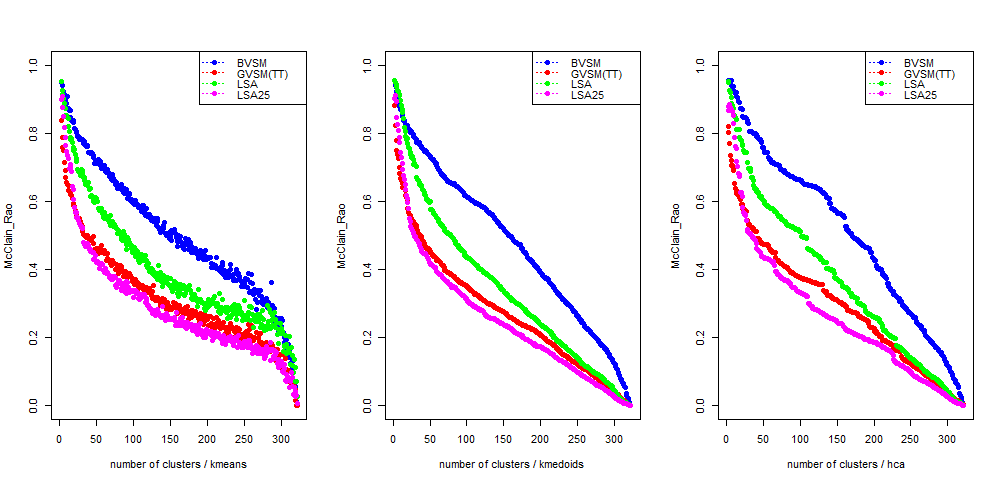 McClain_Rao
1.0
0.8
0.6
0.4
0.2
0.0
BVSM
GVSM(TT)
LSA
LSA25
0 50 100 150 200 250 300
number of clusters / kmeans
McClain_Rao
1.0
0.8
0.6
0.4
0.2
0.0
BVSM
GVSM(TT)
LSA
LSA25
0 50 100 150 200 250 300
number of clusters / kmedoids
McClain_Rao
1.0
0.8
0.6
0.4
0.2
0.0
BVSM
GVSM(TT)
LSA
LSA25
0 50 100 150 200 250 300
number of clusters / hca